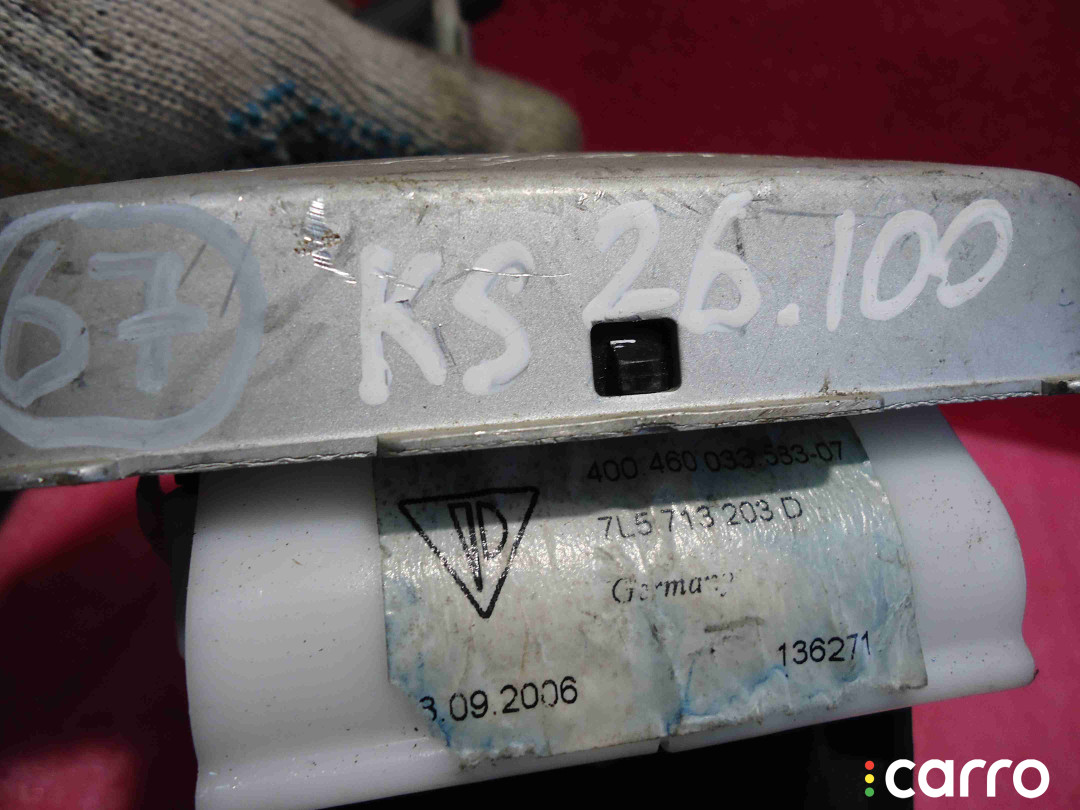 67
KS 26.100
400 460 033.583-07
7L5 713 203 D
Germany
136271
3.09.2006
carro